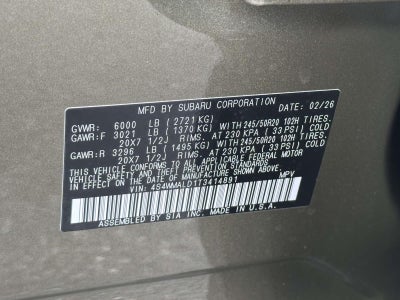 MFD BY SUBARU CORPORATION DATE: 02/26
GVWR: 6000 LB (2721 KG)
GAWR:F 3021 LB (1370 KG) WITH 245/50R20 102H TIRES,
20X7 1/2J RIMS, AT 230 KPA (33 PSI) COLD
GAWR:R 3296 LB (1495 KG) WITH 245/50R20 102H TIRES,
20X7 1/2J RIMS, AT 230 KPA (33 PSI) COLD
THIS VEHICLE CONFORMS TO ALL APPLICABLE FEDERAL MOTOR
VEHICLE SAFETY AND BUMPER STANDARDS IN EFFECT ON THE DATE
OF MANUFACTURE SHOWN ABOVE.
VIN: 4S4WMALD1T3414891 MPV
ASSEMBLED BY SIA INC. MADE IN U.S.A.